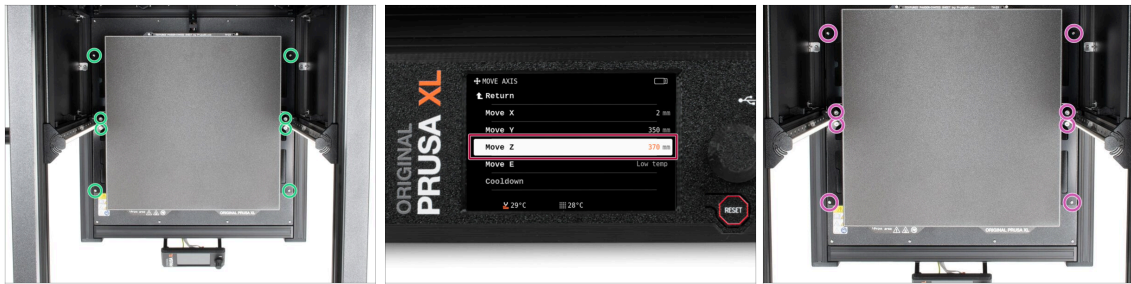 ORIGINAL PRUSA XL
ORIGINAL
PRUSA XL
MOVE AXIS
Return
Move X 2 mm
Move Y 350 mm
Move Z 370 mm
Move E Low temp
Cooldown
29°C 28°C
RESET
ORIGINAL PRUSA XL